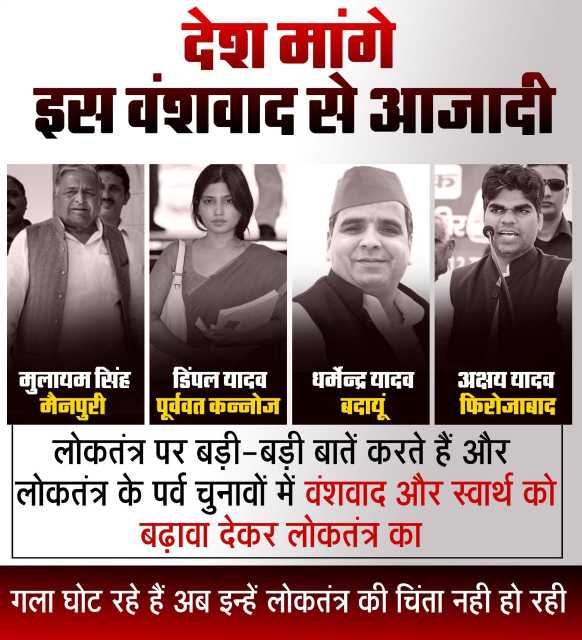 देश मांगे
इस वंशवाद से आजादी
मुलायम सिंह
मैनपुरी
डिंपल यादव
पूर्ववत कन्नोज
धर्मेन्द्र यादव
बदायूं
अक्षय यादव
फिरोजाबाद
लोकतंत्र पर बड़ी-बड़ी बातें करते हैं और
लोकतंत्र के पर्व चुनावों में वंशवाद और स्वार्थ को
बढ़ावा देकर लोकतंत्र का
गला घोट रहे हैं अब इन्हें लोकतंत्र की चिंता नही हो रही